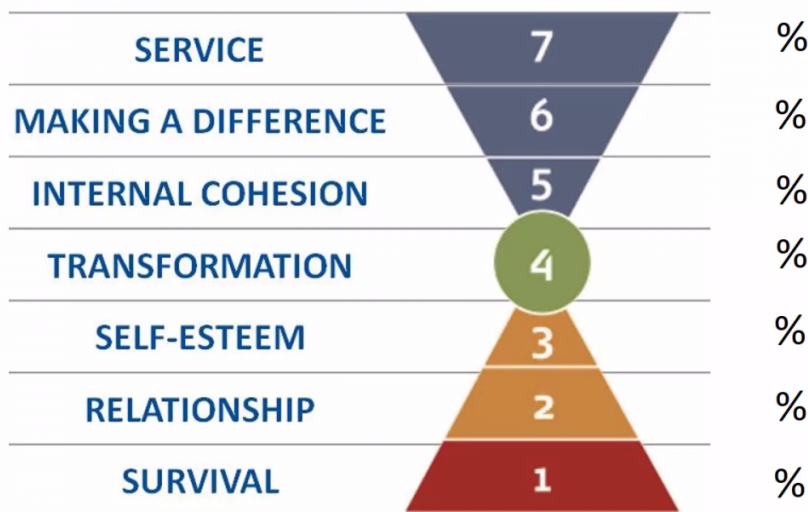 SERVICE 7 %
MAKING A DIFFERENCE 6 %
INTERNAL COHESION 5 %
TRANSFORMATION 4 %
SELF-ESTEEM 3 %
RELATIONSHIP 2 %
SURVIVAL 1 %